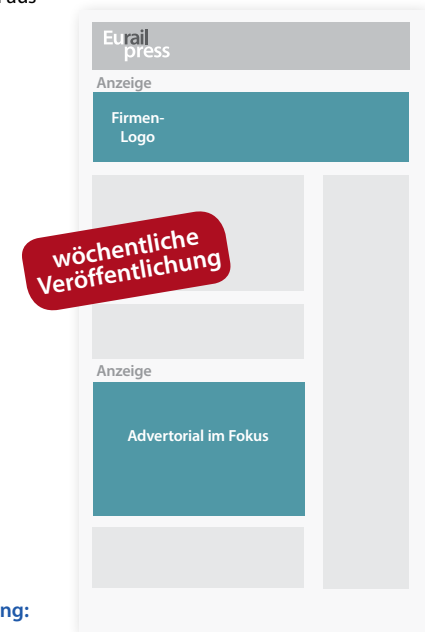 Eurail
press
Anzeige
Firmen-
Logo
wöchentliche
Veröffentlichung
Anzeige
Advertorial im Fokus
ng: